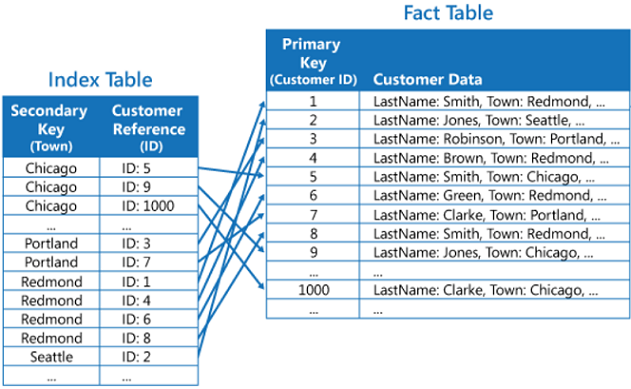 Fact Table
Primary
Key
(Customer ID)
Customer Data
1 LastName: Smith, Town: Redmond, ...
2 LastName: Jones, Town: Seattle, ...
3 LastName: Robinson, Town: Portland, ...
4 LastName: Brown, Town: Redmond, ...
5 LastName: Smith, Town: Chicago, ...
6 LastName: Green, Town: Redmond, ...
7 LastName: Clarke, Town: Portland, ...
8 LastName: Smith, Town: Redmond, ...
9 LastName: Jones, Town: Chicago, ...
... ...
1000 LastName: Clarke, Town: Chicago, ...
... ...
Index Table
Secondary
Key
(Town)
Customer
Reference
(ID)
Chicago ID: 5
Chicago ID: 9
Chicago ID: 1000
... ...
Portland ID: 3
Portland ID: 7
Redmond ID: 1
Redmond ID: 4
Redmond ID: 6
Redmond ID: 8
Seattle ID: 2
... ...